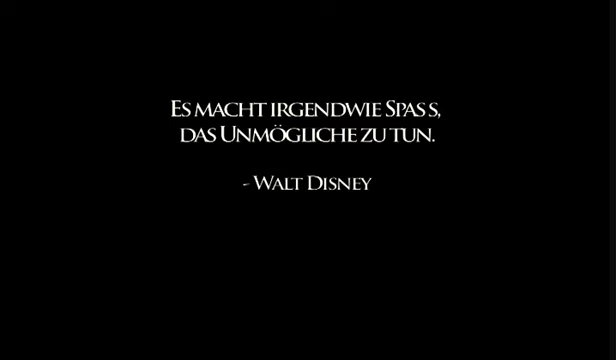 Es macht irgendwie Spass,
das Unmögliche zu tun.
- Walt Disney